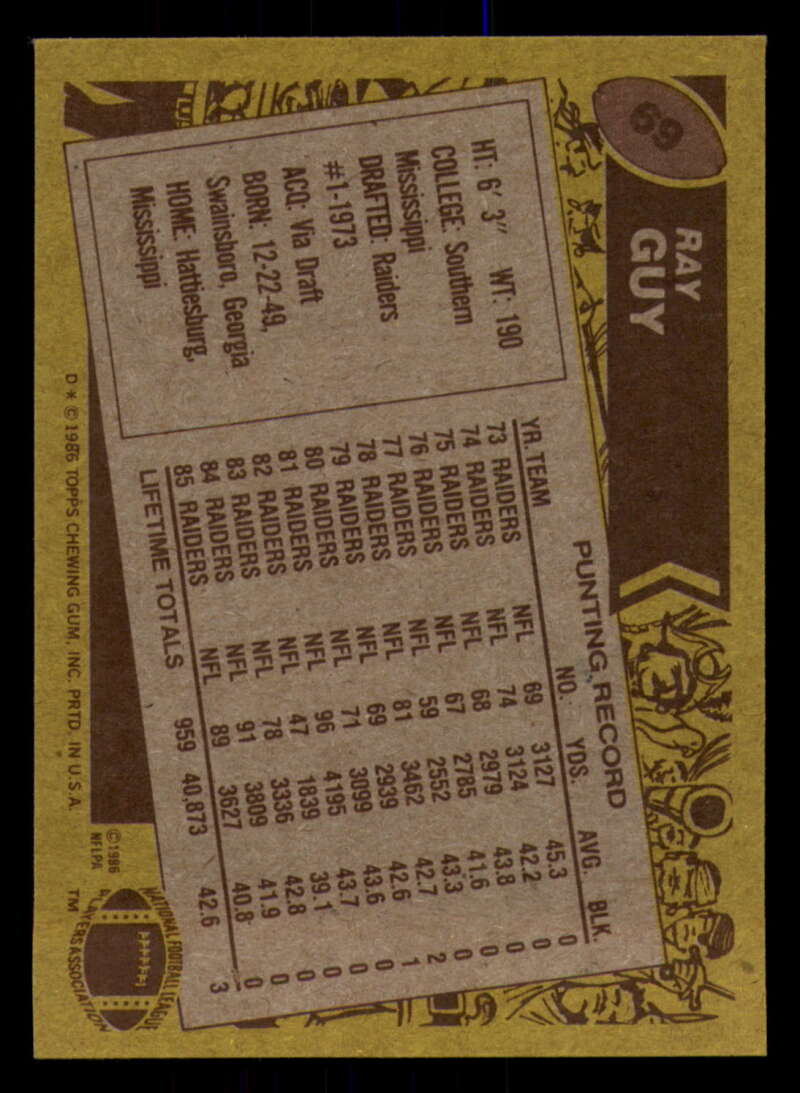 69
RAY
GUY
HT: 6' 3" WT: 190
COLLEGE: Southern
Mississippi
DRAFTED: Raiders
#1-1973
ACQ: Via Draft
BORN: 12-22-49,
Swainsboro, Georgia
HOME: Hattiesburg,
Mississippi
PUNTING RECORD
YR. TEAM NO. YDS. AVG. BLK.
73 RAIDERS NFL 69 3127 45.3 0
74 RAIDERS NFL 74 3124 42.2 0
75 RAIDERS NFL 68 2979 43.8 0
76 RAIDERS NFL 67 2785 41.6 0
77 RAIDERS NFL 59 2552 43.3 0
78 RAIDERS NFL 81 3462 42.7 2
79 RAIDERS NFL 69 2939 42.6 1
80 RAIDERS NFL 71 3099 43.6 0
81 RAIDERS NFL 96 4195 43.7 0
82 RAIDERS NFL 47 1839 39.1 0
83 RAIDERS NFL 78 3336 42.8 0
84 RAIDERS NFL 91 3809 41.9 0
85 RAIDERS NFL 89 3627 40.8 0
LIFETIME TOTALS 959 40,873 42.6 3
D * © 1986 TOPPS CHEWING GUM, INC. PRTD. IN U.S.A.
© 1986
NFLPA
NATIONAL FOOTBALL LEAGUE
PLAYERS ASSOCIATION
TM